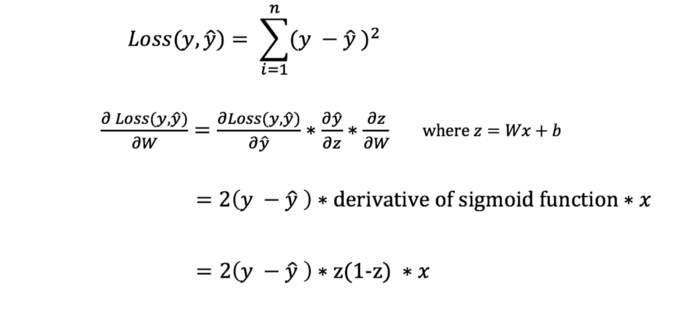 Loss(y,ŷ) = ∑_{i=1}^{n} (y − ŷ)²
∂ Loss(y,ŷ)/∂W = ∂Loss(y,ŷ)/∂ŷ * ∂ŷ/∂z * ∂z/∂W where z = Wx + b
= 2(y − ŷ) * derivative of sigmoid function * x
= 2(y − ŷ) * z(1-z) * x